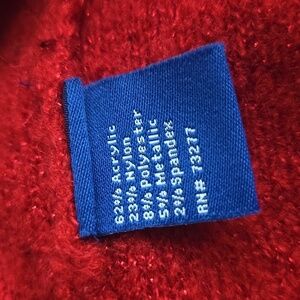 62% Acrylic
23% Nylon
8% Polyester
5% Metallic
2% Spandex
RN# 73277